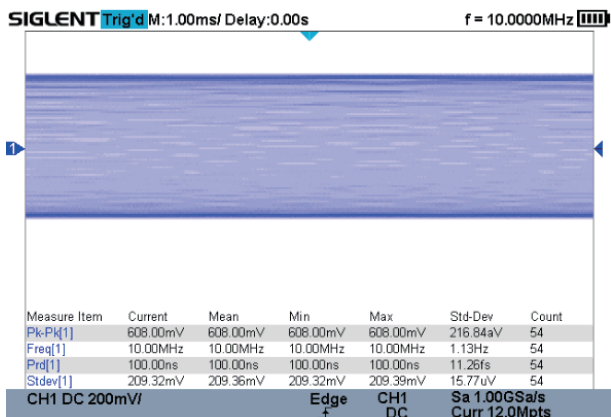 SIGLENT Trig'd M:1.00ms/ Delay:0.00s f = 10.0000MHz
1
Measure Item Current Mean Min Max Std-Dev Count
Pk-Pk[1] 608.00mV 608.00mV 608.00mV 608.00mV 216.84aV 54
Freq[1] 10.00MHz 10.00MHz 10.00MHz 10.00MHz 1.13Hz 54
Prd[1] 100.00ns 100.00ns 100.00ns 100.00ns 11.26fs 54
Stdev[1] 209.32mV 209.36mV 209.32mV 209.39mV 15.77uV 54
CH1 DC 200mV/ Edge CH1 Sa 1.00GSa/s
DC Curr 12.0Mpts